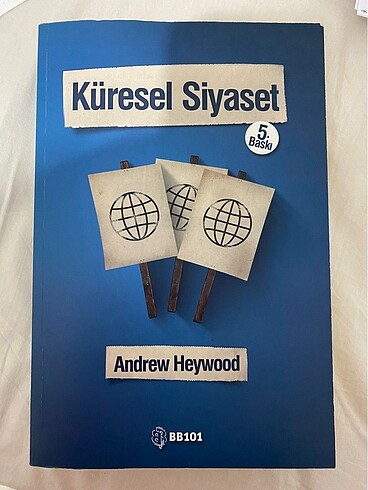 Küresel Siyaset
5.
Baskı
Andrew Heywood
BB101